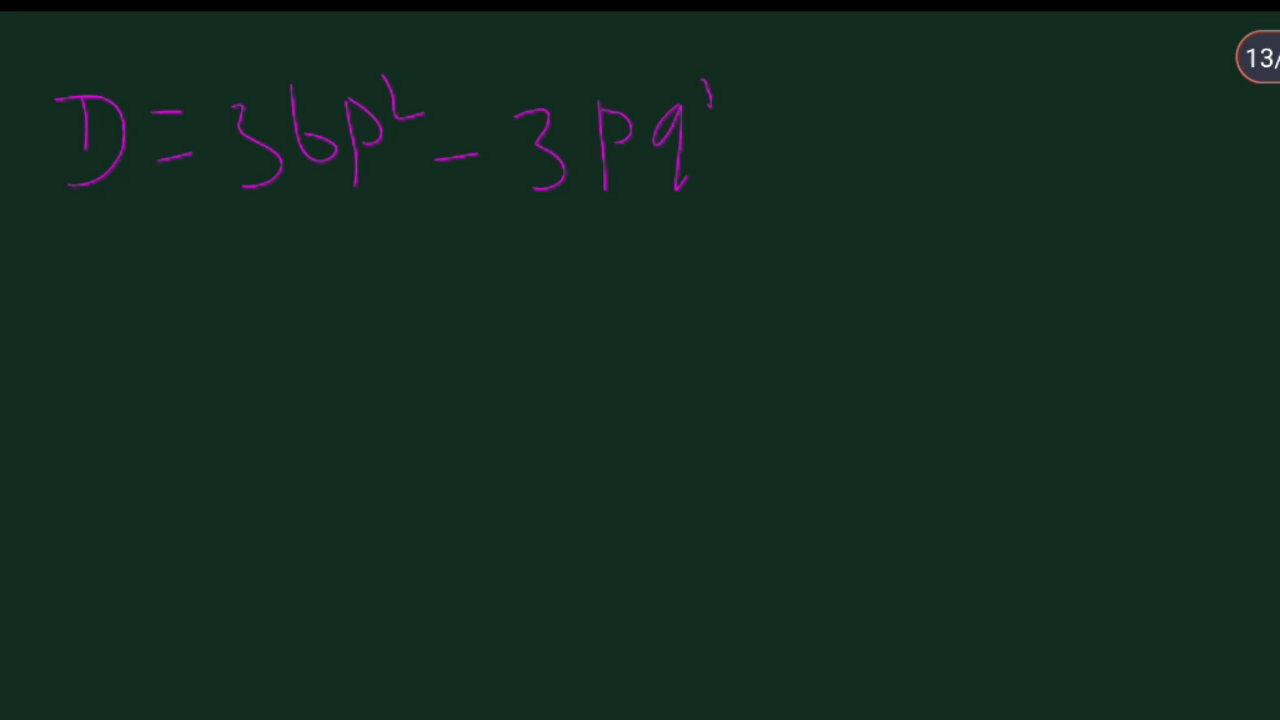 D = 36p² - 3pq'
13/